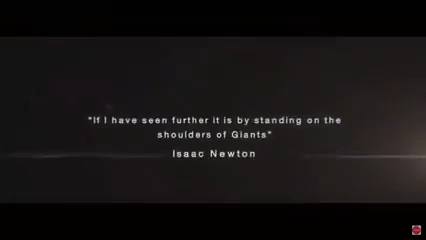 "If I have seen further it is by standing on the
shoulders of Giants"
Isaac Newton